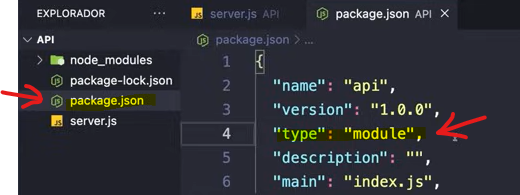 EXPLORADOR ...
API
node_modules
package-lock.json
package.json
server.js
JS server.js API
package.json API X
package.json > ...
1 {
2 "name": "api",
3 "version": "1.0.0",
4 "type": "module",
5 "description": "",
6 "main": "index.js",